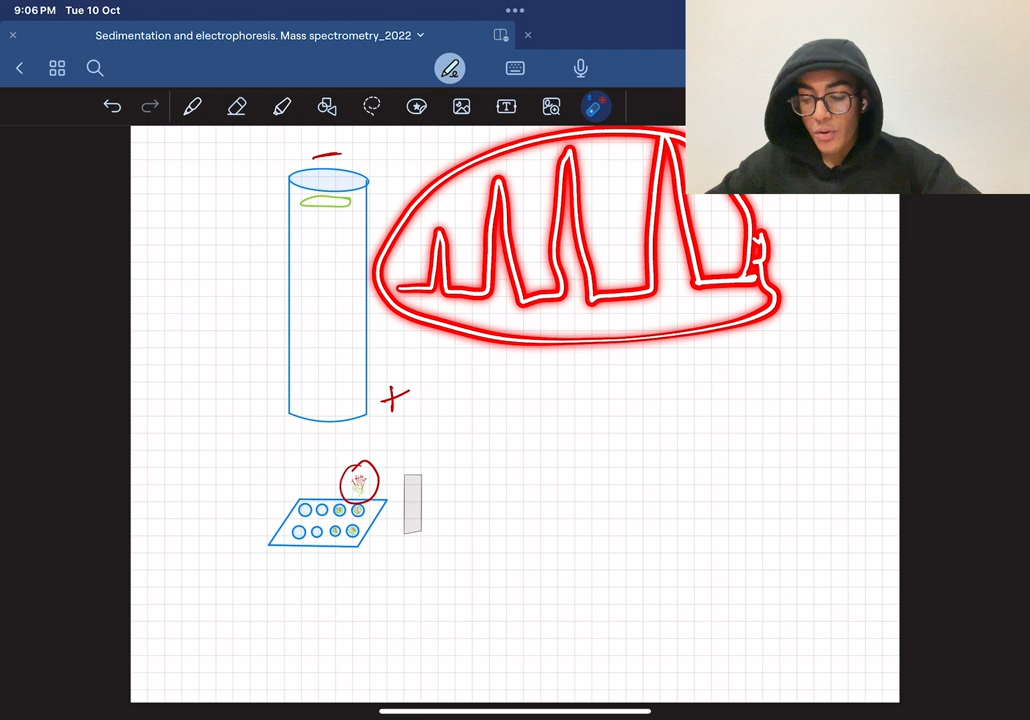 9:06 PM Tue 10 Oct
Sedimentation and electrophoresis. Mass spectrometry_2022
T
−
+